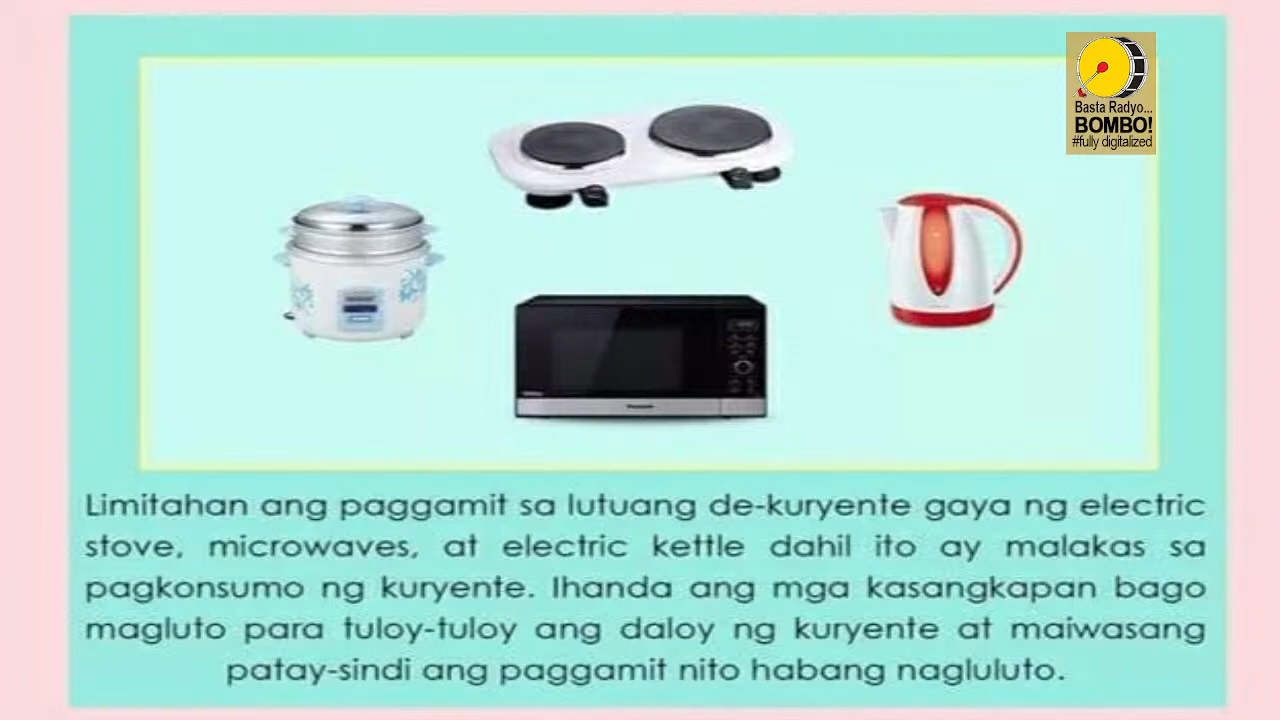 Basta Radyo...
BOMBO!
#fully digitalized
Limitahan ang paggamit sa lutuang de-kuryente gaya ng electric
stove, microwaves, at electric kettle dahil ito ay malakas sa
pagkonsumo ng kuryente. Ihanda ang mga kasangkapan bago
magluto para tuloy-tuloy ang daloy ng kuryente at maiwasang
patay-sindi ang paggamit nito habang nagluluto.